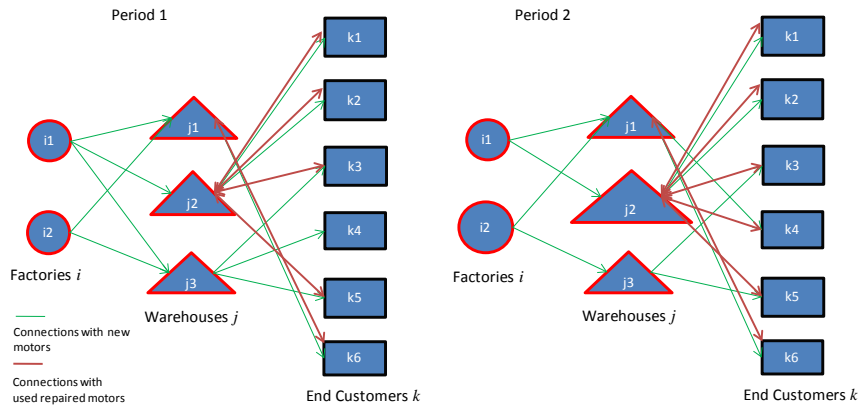 Period 1
k1
k2
j1
i1
k3
j2
i2
k4
j3
Factories i
k5
Warehouses j
Connections with new
motors
k6
Connections with
used repaired motors
End Customers k
Period 2
k1
k2
j1
i1
k3
j2
i2
k4
j3
Factories i
k5
Warehouses j
k6
End Customers k